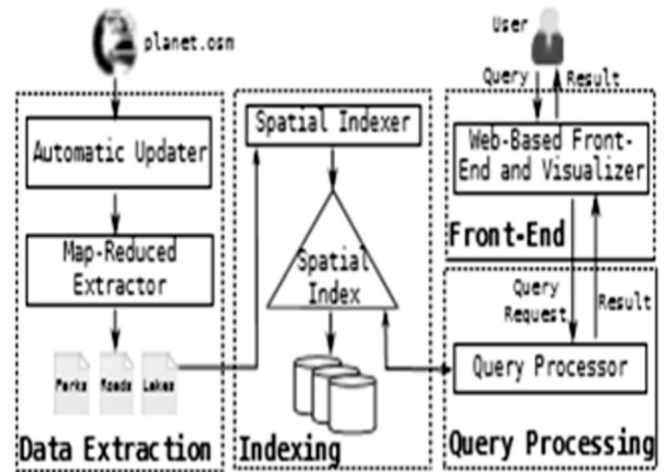 planet.osm
Automatic Updater
Map-Reduced
Extractor
Parks
Roads
Lakes
Data Extraction
Spatial Indexer
Spatial
Index
Indexing
User
Query
Result
Web-Based Front-
End and Visualizer
Front-End
Query
Request
Result
Query Processor
Query Processing